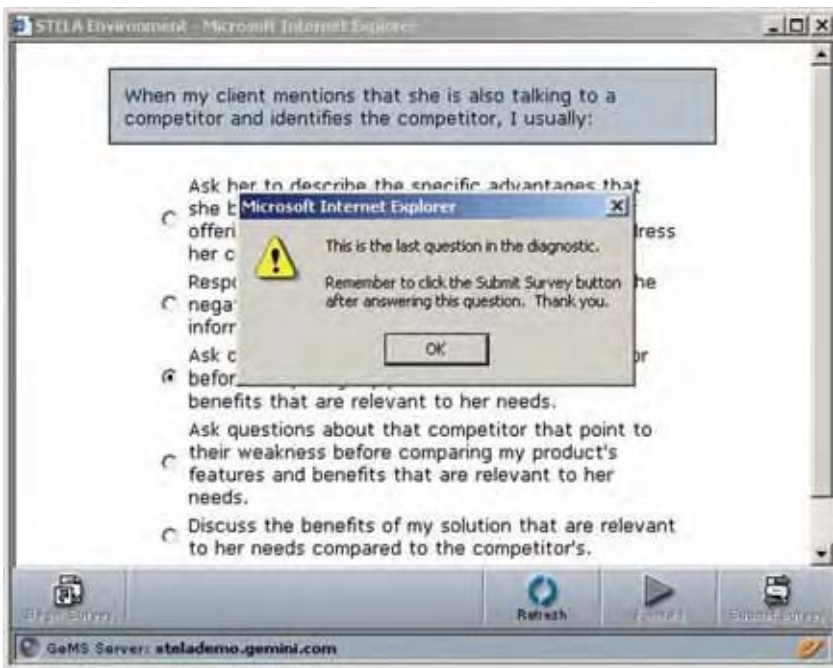 STELA Environment - Microsoft Internet Explorer
When my client mentions that she is also talking to a
competitor and identifies the competitor, I usually:
Ask her to describe the specific advantages that
she b
offeri
ress
her c
Respo
he
nega
inform
Ask c
or
befor
benefits that are relevant to her needs.
Microsoft Internet Explorer
This is the last question in the diagnostic.
Remember to click the Submit Survey button
after answering this question. Thank you.
OK
Ask questions about that competitor that point to
their weakness before comparing my product's
features and benefits that are relevant to her
needs.
Discuss the benefits of my solution that are relevant
to her needs compared to the competitor's.
Refresh
Submit Survey
GeMS Server: stelademo.gemini.com